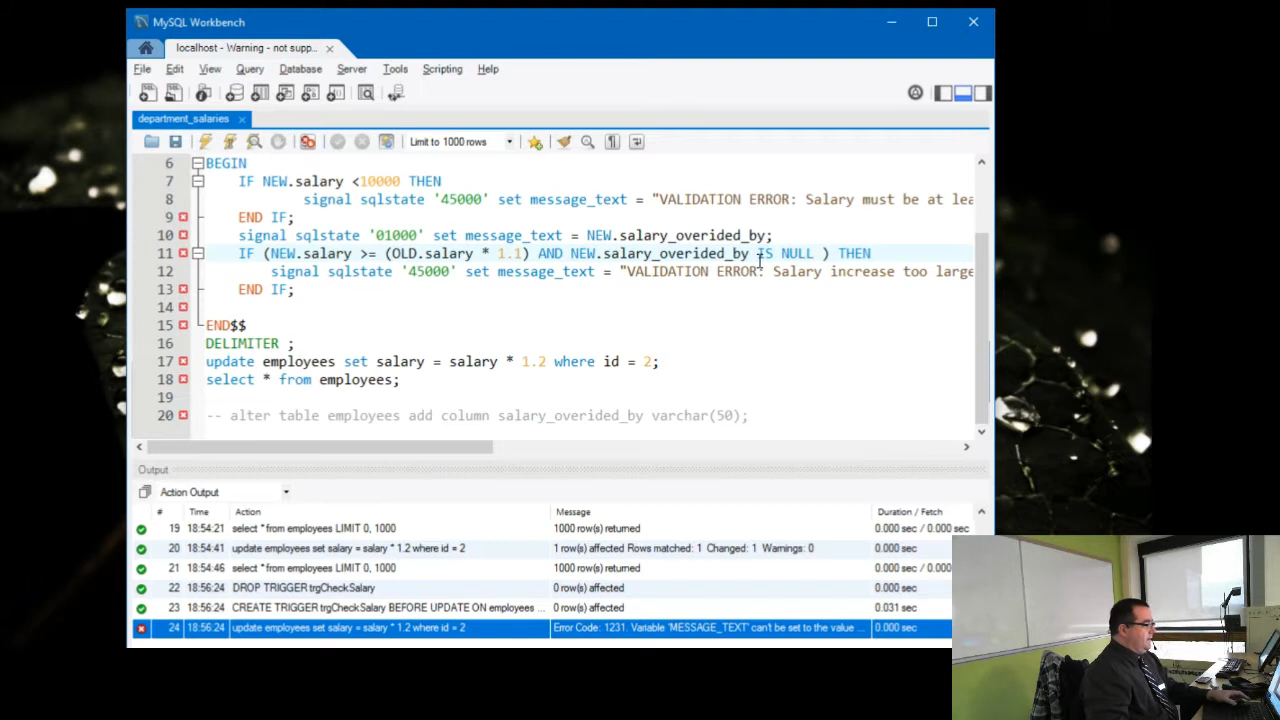 MySQL Workbench
localhost - Warning - not supp...
File Edit View Query Database Server Tools Scripting Help
department_salaries
Limit to 1000 rows
6 BEGIN
7 IF NEW.salary <10000 THEN
8 signal sqlstate '45000' set message_text = "VALIDATION ERROR: Salary must be at lea
9 END IF;
10 signal sqlstate '01000' set message_text = NEW.salary_overided_by;
11 IF (NEW.salary >= (OLD.salary * 1.1) AND NEW.salary_overided_by IS NULL ) THEN
12 signal sqlstate '45000' set message_text = "VALIDATION ERROR: Salary increase too large
13 END IF;
14
15 END$$
16 DELIMITER ;
17 update employees set salary = salary * 1.2 where id = 2;
18 select * from employees;
19
20 -- alter table employees add column salary_overided_by varchar(50);
Output
Action Output
# Time Action Message Duration / Fetch
19 18:54:21 select * from employees LIMIT 0, 1000 1000 row(s) returned 0.000 sec / 0.000 sec
20 18:54:41 update employees set salary = salary * 1.2 where id = 2 1 row(s) affected Rows matched: 1 Changed: 1 Warnings: 0 0.000 sec
21 18:54:46 select * from employees LIMIT 0, 1000 1000 row(s) returned 0.000 sec / 0.000
22 18:56:24 DROP TRIGGER trgCheckSalary 0 row(s) affected 0.000 sec
23 18:56:24 CREATE TRIGGER trgCheckSalary BEFORE UPDATE ON employees ... 0 row(s) affected 0.031 sec
24 18:56:24 update employees set salary = salary * 1.2 where id = 2 Error Code: 1231. Variable 'MESSAGE_TEXT' can't be set to the value ... 0.000 sec